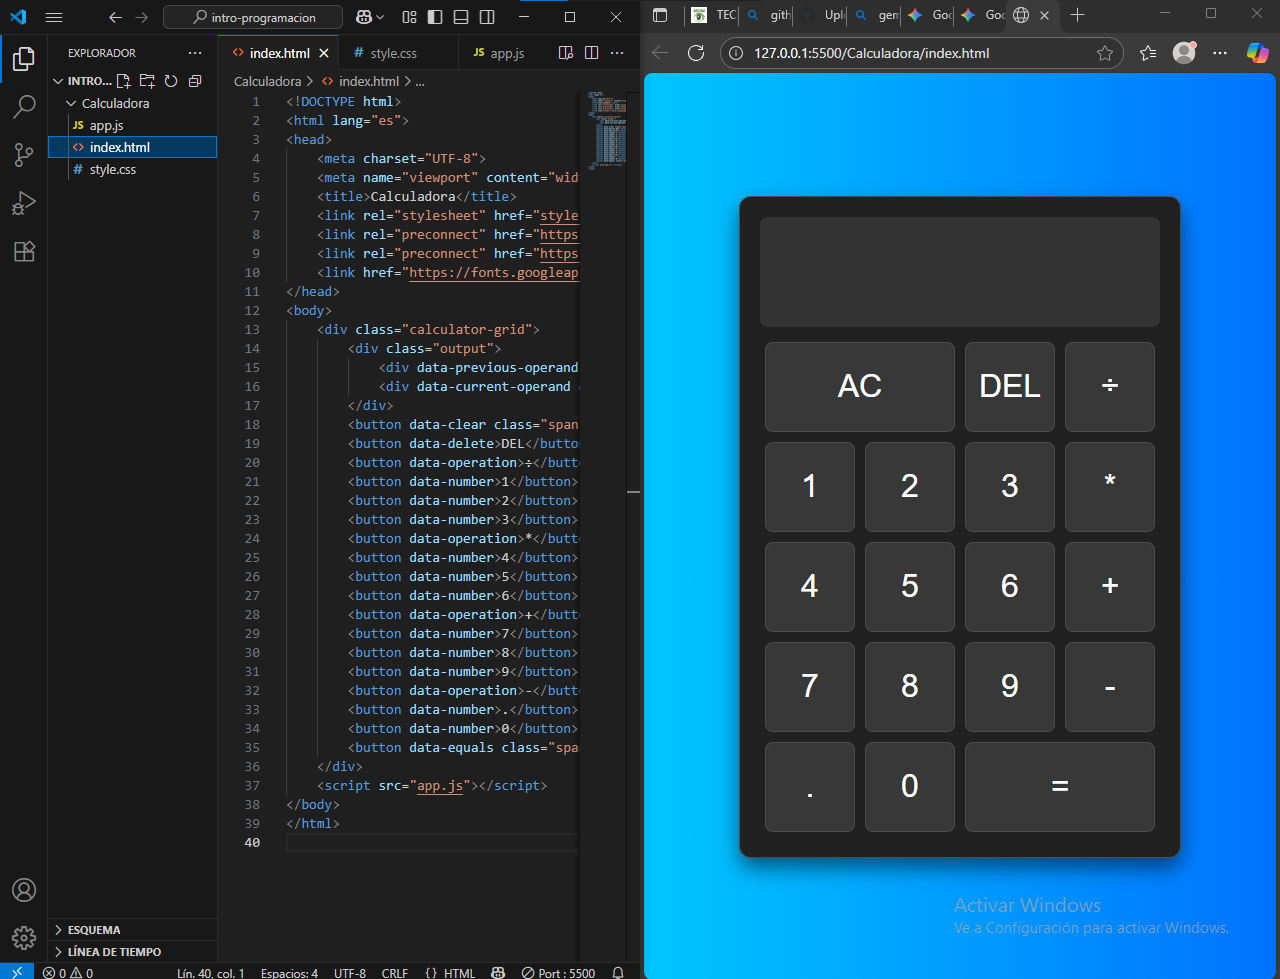 intro-programacion
EXPLORADOR
INTRO...
Calculadora
JS app.js
<> index.html
# style.css
ESQUEMA
LÍNEA DE TIEMPO
<> index.html
# style.css
JS app.js
Calculadora > <> index.html > ...
1 <!DOCTYPE html>
2 <html lang="es">
3 <head>
4 <meta charset="UTF-8">
5 <meta name="viewport" content="wid
6 <title>Calculadora</title>
7 <link rel="stylesheet" href="style
8 <link rel="preconnect" href="https
9 <link rel="preconnect" href="https
10 <link href="https://fonts.googleap
11 </head>
12 <body>
13 <div class="calculator-grid">
14 <div class="output">
15 <div data-previous-operand
16 <div data-current-operand
17 </div>
18 <button data-clear class="span
19 <button data-delete>DEL</butto
20 <button data-operation>÷</butt
21 <button data-number>1</button>
22 <button data-number>2</button>
23 <button data-number>3</button>
24 <button data-operation>*</butt
25 <button data-number>4</button>
26 <button data-number>5</button>
27 <button data-number>6</button>
28 <button data-operation>+</butt
29 <button data-number>7</button>
30 <button data-number>8</button>
31 <button data-number>9</button>
32 <button data-operation>-</butt
33 <button data-number>.</button>
34 <button data-number>0</button>
35 <button data-equals class="spa
36 </div>
37 <script src="app.js"></script>
38 </body>
39 </html>
40
0 0
Lín. 40, col. 1
Espacios: 4
UTF-8
CRLF
{} HTML
Port : 5500
TEC
gith
Uplo
gem
Goo
Goo
127.0.0.1:5500/Calculadora/index.html
AC DEL ÷
1 2 3 *
4 5 6 +
7 8 9 -
. 0 =
Activar Windows
Ve a Configuración para activar Windows.